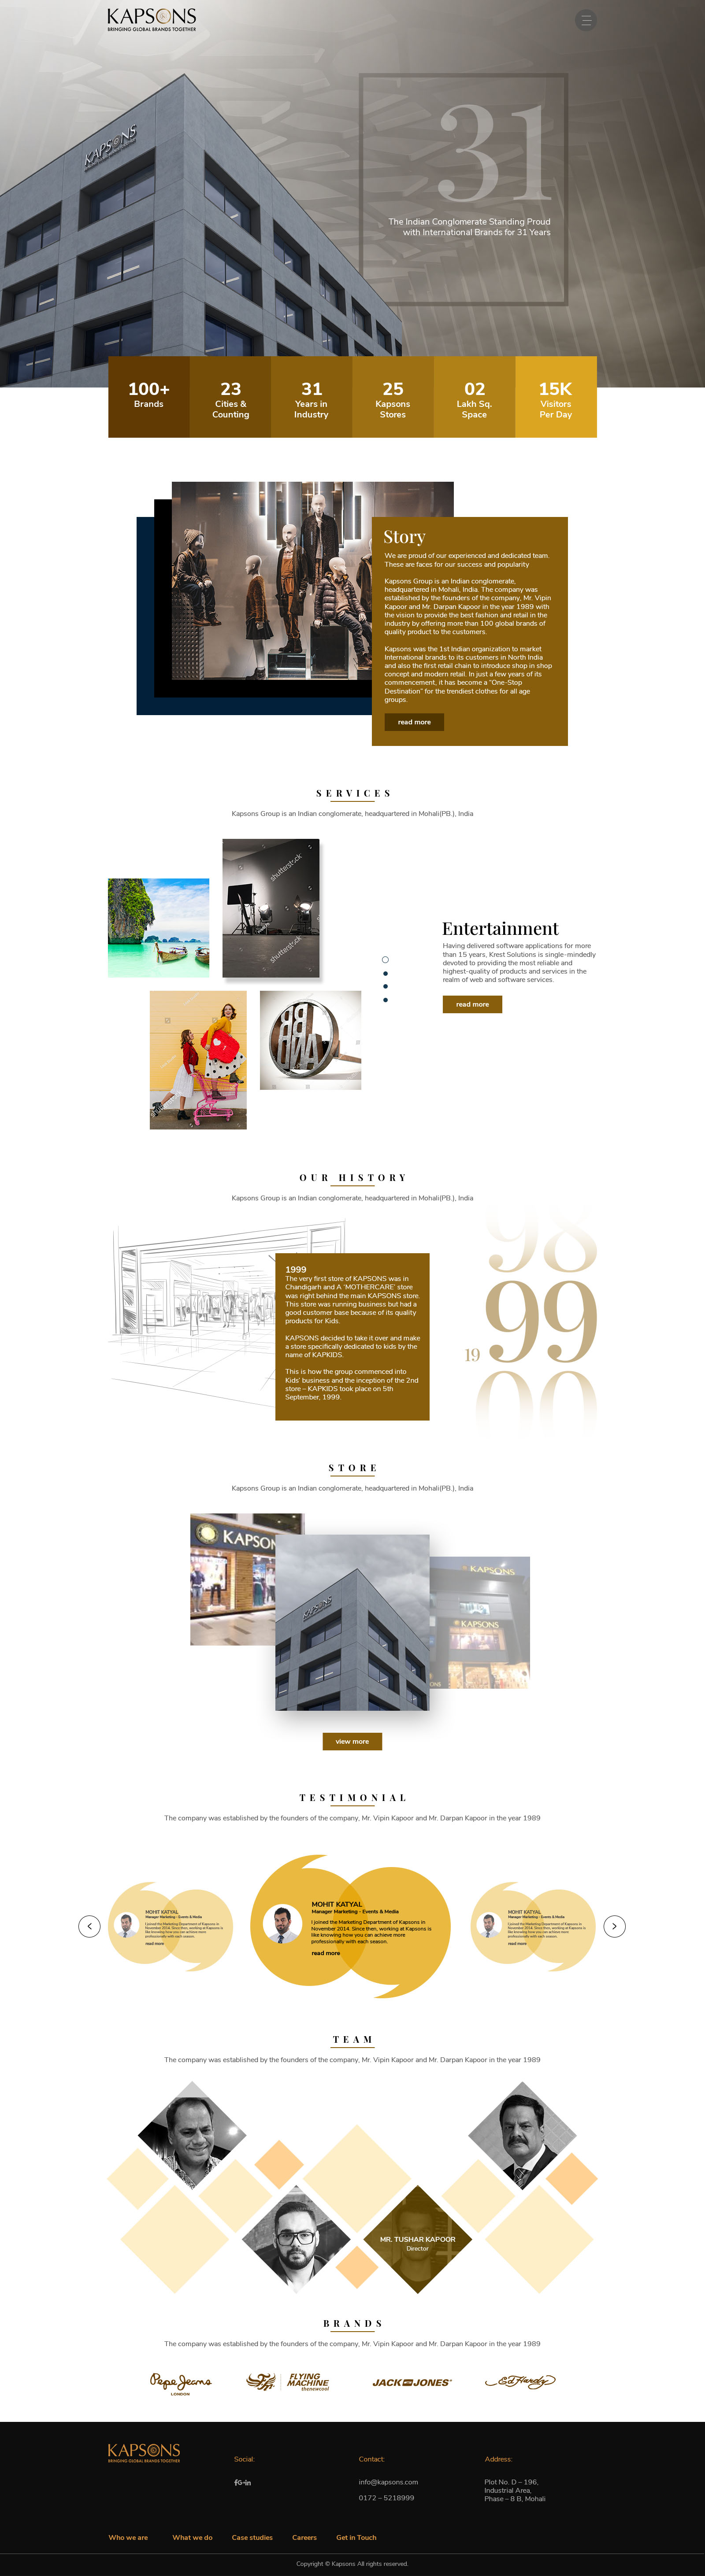 KAPSONS
BRINGING GLOBAL BRANDS TOGETHER
KAPSONS
31
The Indian Conglomerate Standing Proud
with International Brands for 31 Years
100+
Brands
23
Cities &
Counting
31
Years in
Industry
25
Kapsons
Stores
02
Lakh Sq.
Space
15K
Visitors
Per Day
Story
We are proud of our experienced and dedicated team.
These are faces for our success and popularity
Kapsons Group is an Indian conglomerate,
headquartered in Mohali, India. The company was
established by the founders of the company, Mr. Vipin
Kapoor and Mr. Darpan Kapoor in the year 1989 with
the vision to provide the best fashion and retail in the
industry by offering more than 100 global brands of
quality product to the customers.
Kapsons was the 1st Indian organization to market
International brands to its customers in North India
and also the first retail chain to introduce shop in shop
concept and modern retail. In just a few years of its
commencement, it has become a "One-Stop
Destination" for the trendiest clothes for all age
groups.
read more
SERVICES
Kapsons Group is an Indian conglomerate, headquartered in Mohali(PB.), India
shutterstock
shutterstock
Entertainment
Having delivered software applications for more
than 15 years, Krest Solutions is single-mindedly
devoted to providing the most reliable and
highest-quality of products and services in the
realm of web and software services.
read more
OUR HISTORY
Kapsons Group is an Indian conglomerate, headquartered in Mohali(PB.), India
1999
The very first store of KAPSONS was in
Chandigarh and A 'MOTHERCARE' store
was right behind the main KAPSONS store.
This store was running business but had a
good customer base because of its quality
products for Kids.
KAPSONS decided to take it over and make
a store specifically dedicated to kids by the
name of KAPKIDS.
This is how the group commenced into
Kids' business and the inception of the 2nd
store – KAPKIDS took place on 5th
September, 1999.
98
19 99
00
STORE
Kapsons Group is an Indian conglomerate, headquartered in Mohali(PB.), India
KAPSON
KAPSONS
KAPSONS
KAPSONS
view more
TESTIMONIAL
The company was established by the founders of the company, Mr. Vipin Kapoor and Mr. Darpan Kapoor in the year 1989
MOHIT KATYAL
Manager Marketing - Events & Media
I joined the Marketing Department of Kapsons in
November 2014. Since then, working at Kapsons is
like knowing how you can achieve more
professionally with each season.
read more
MOHIT KATYAL
Manager Marketing - Events & Media
I joined the Marketing Department of Kapsons in
November 2014. Since then, working at Kapsons is
like knowing how you can achieve more
professionally with each season.
read more
MOHIT KATYAL
Manager Marketing - Events & Media
I joined the Marketing Department of Kapsons in
November 2014. Since then, working at Kapsons is
like knowing how you can achieve more
professionally with each season.
read more
TEAM
The company was established by the founders of the company, Mr. Vipin Kapoor and Mr. Darpan Kapoor in the year 1989
MR. TUSHAR KAPOOR
Director
BRANDS
The company was established by the founders of the company, Mr. Vipin Kapoor and Mr. Darpan Kapoor in the year 1989
Pepe Jeans
LONDON
FLYING
MACHINE
thenewcool
JACK & JONES
Ed Hardy
KAPSONS
BRINGING GLOBAL BRANDS TOGETHER
Social:
Contact:
Address:
info@kapsons.com
0172 – 5218999
Plot No. D – 196,
Industrial Area,
Phase – 8 B, Mohali
Who we are
What we do
Case studies
Careers
Get in Touch
Copyright © Kapsons All rights reserved.